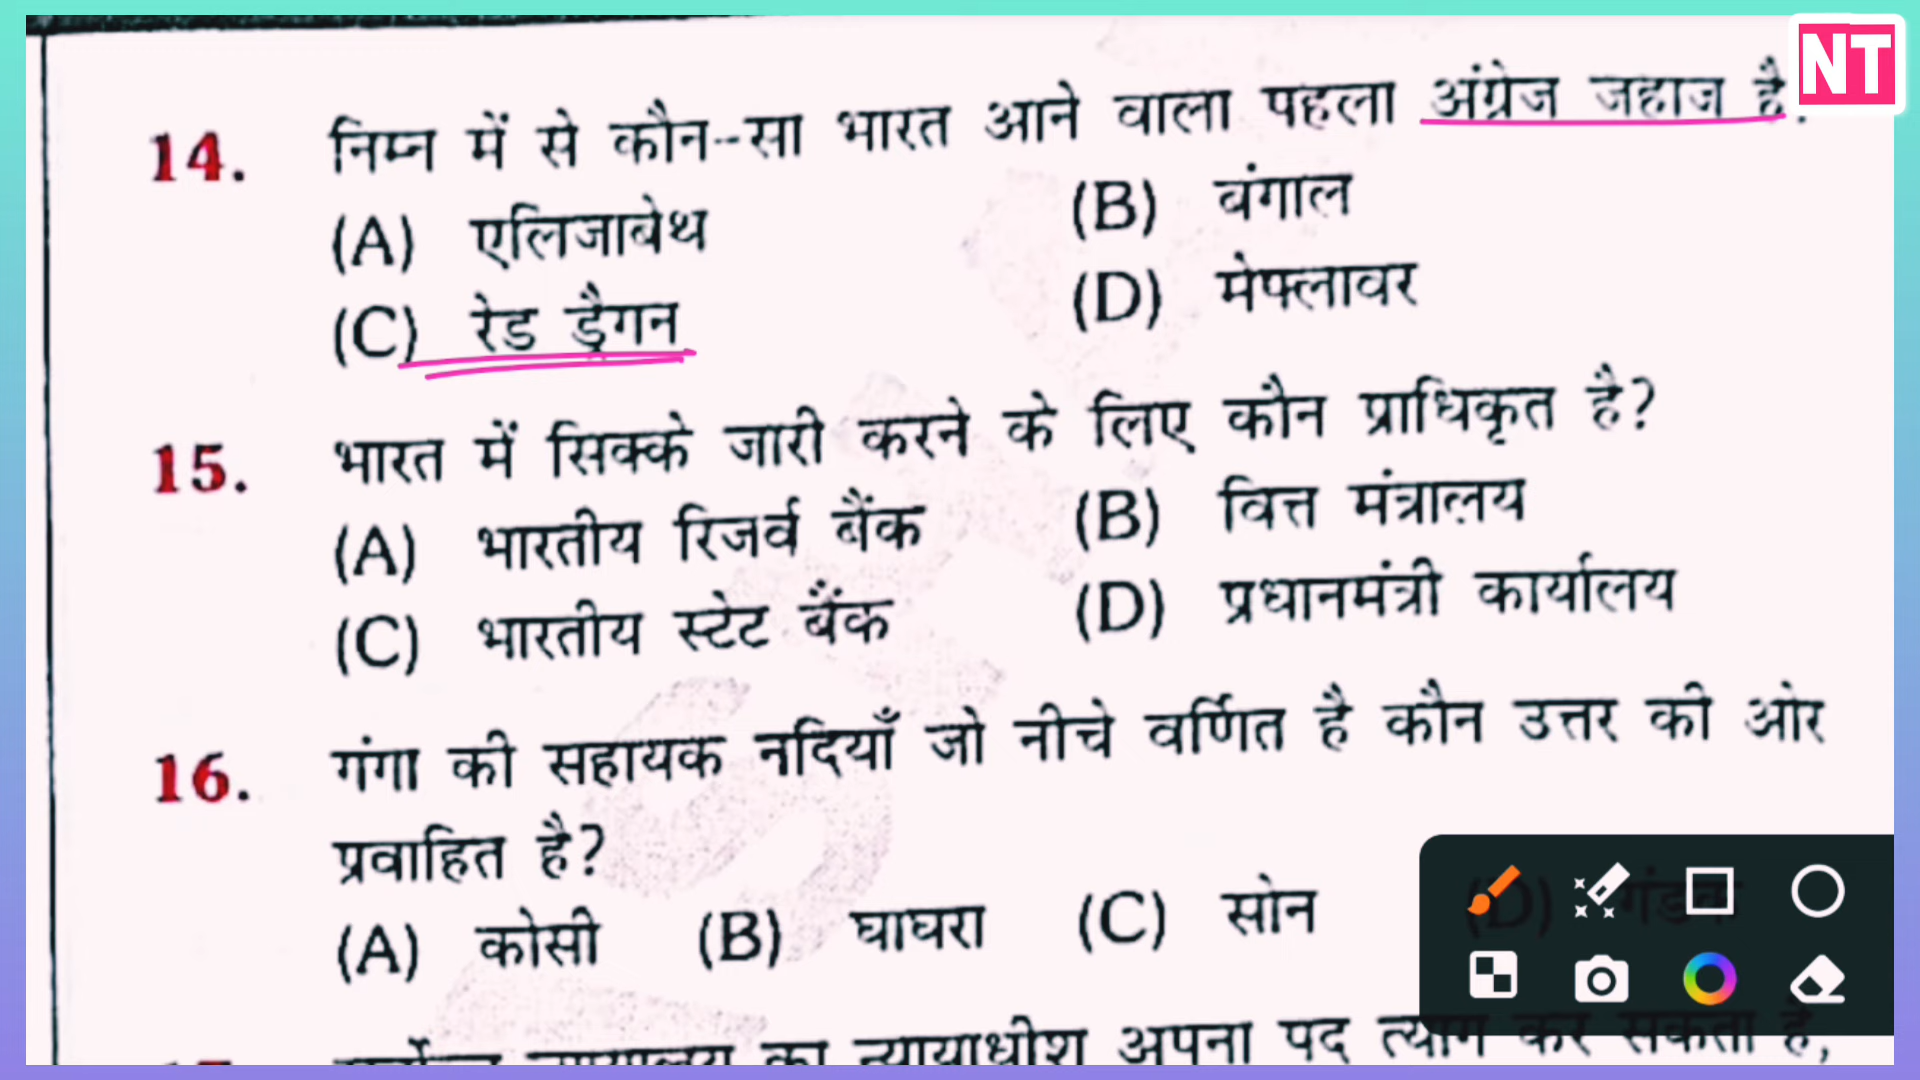 NT
14. निम्न में से कौन--सा भारत आने वाला पहला अंग्रेज जहाज है?
(A) एलिजाबेथ (B) बंगाल
(C) रेड ड्रैगन (D) मेफ्लावर
15. भारत में सिक्के जारी करने के लिए कौन प्राधिकृत है?
(A) भारतीय रिजर्व बैंक (B) वित्त मंत्रालय
(C) भारतीय स्टेट बैंक (D) प्रधानमंत्री कार्यालय
16. गंगा की सहायक नदियाँ जो नीचे वर्णित है कौन उत्तर की ओर
प्रवाहित है?
(A) कोसी (B) घाघरा (C) सोन (D) गंडक
का न्यायाधीश अपना पद त्याग कर सकता है,